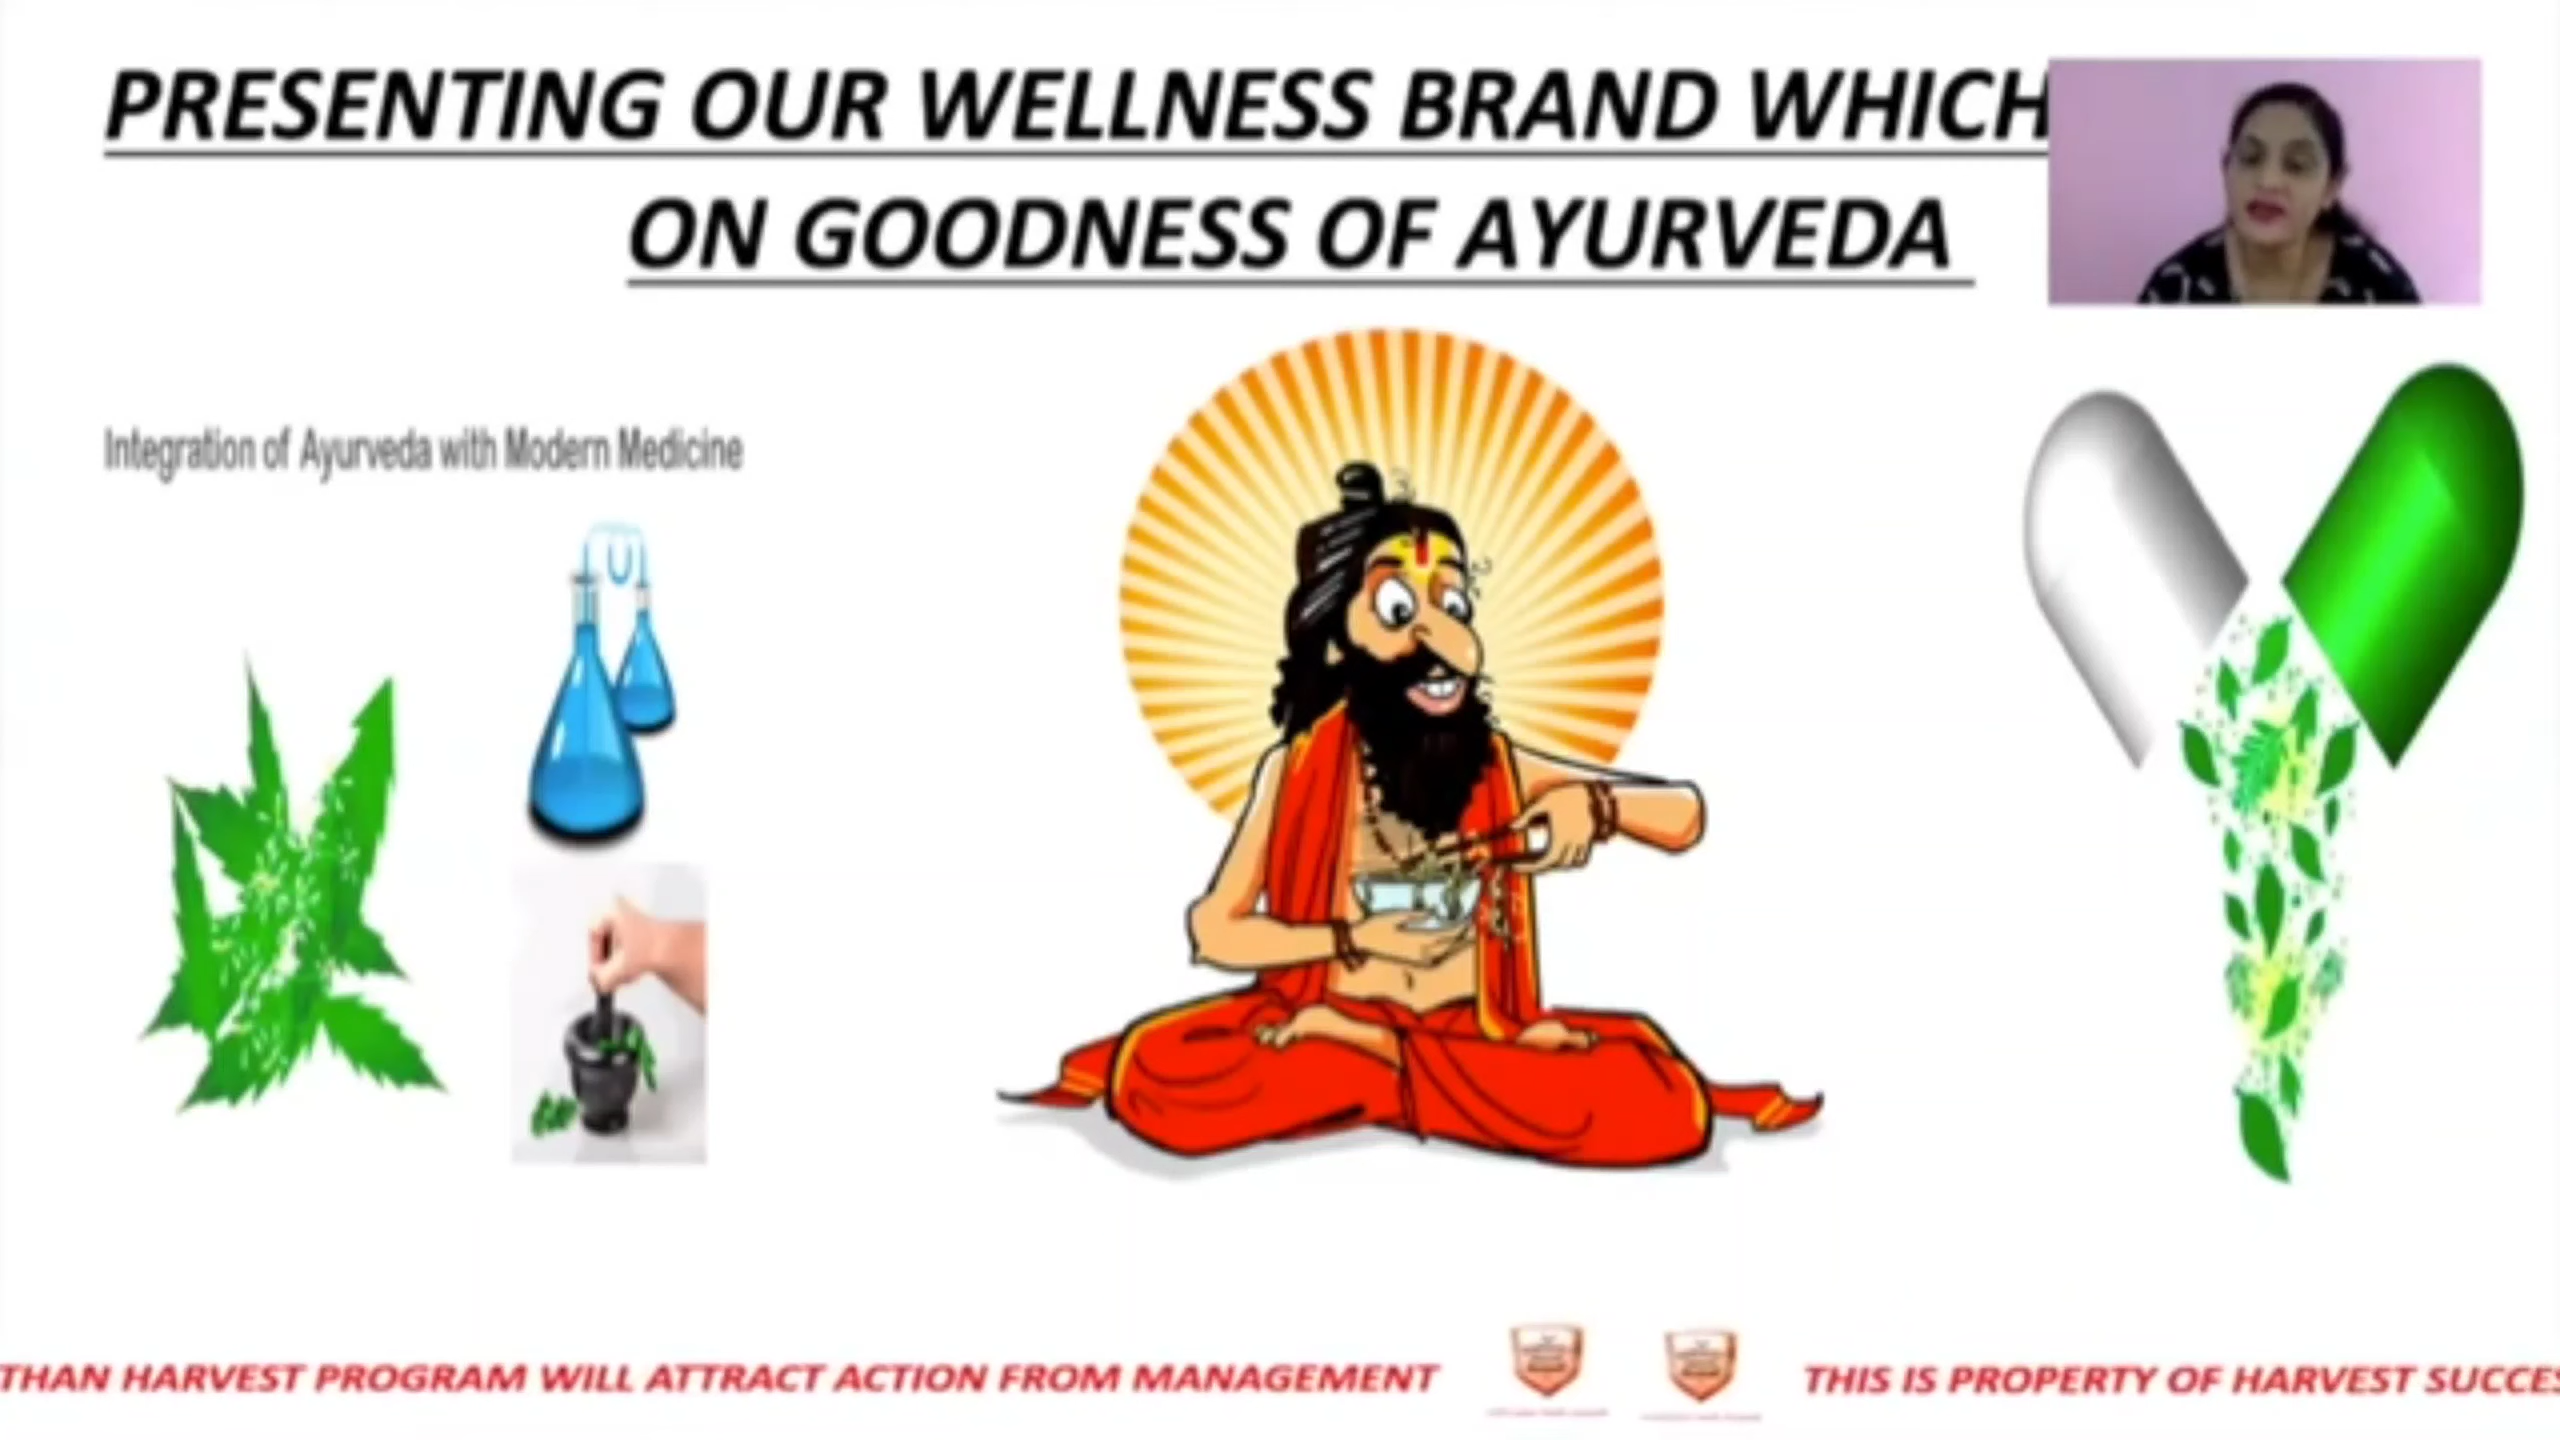 PRESENTING OUR WELLNESS BRAND WHICH
ON GOODNESS OF AYURVEDA
Integration of Ayurveda with Modern Medicine
THAN HARVEST PROGRAM WILL ATTRACT ACTION FROM MANAGEMENT
THIS IS PROPERTY OF HARVEST SUCCES